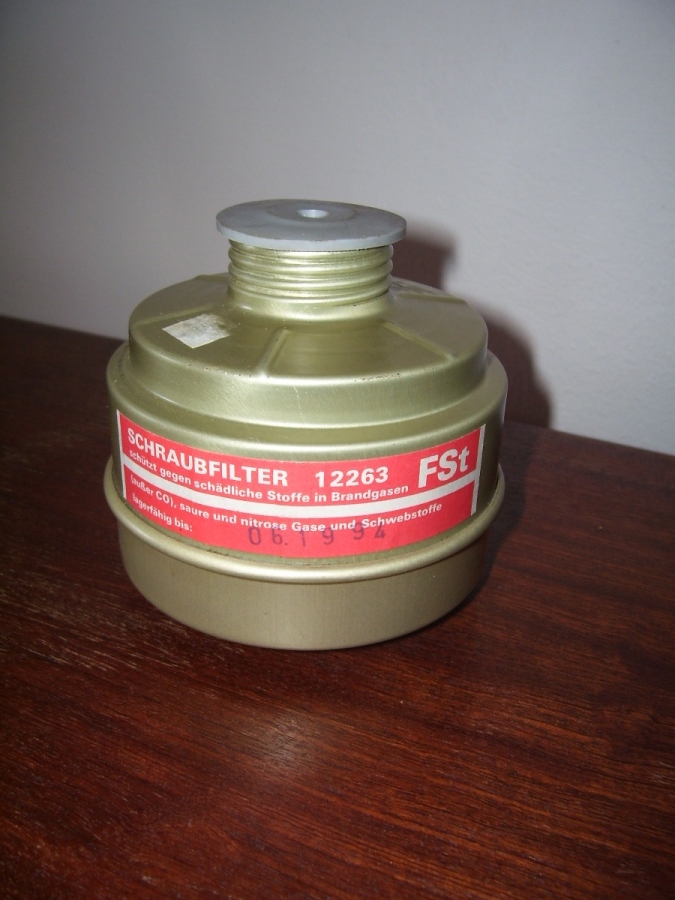 SCHRAUBFILTER 12263 FSt
schützt gegen schädliche Stoffe in Brandgasen
(außer CO), saure und nitrose Gase und Schwebstoffe
lagerfähig bis: 06.1994